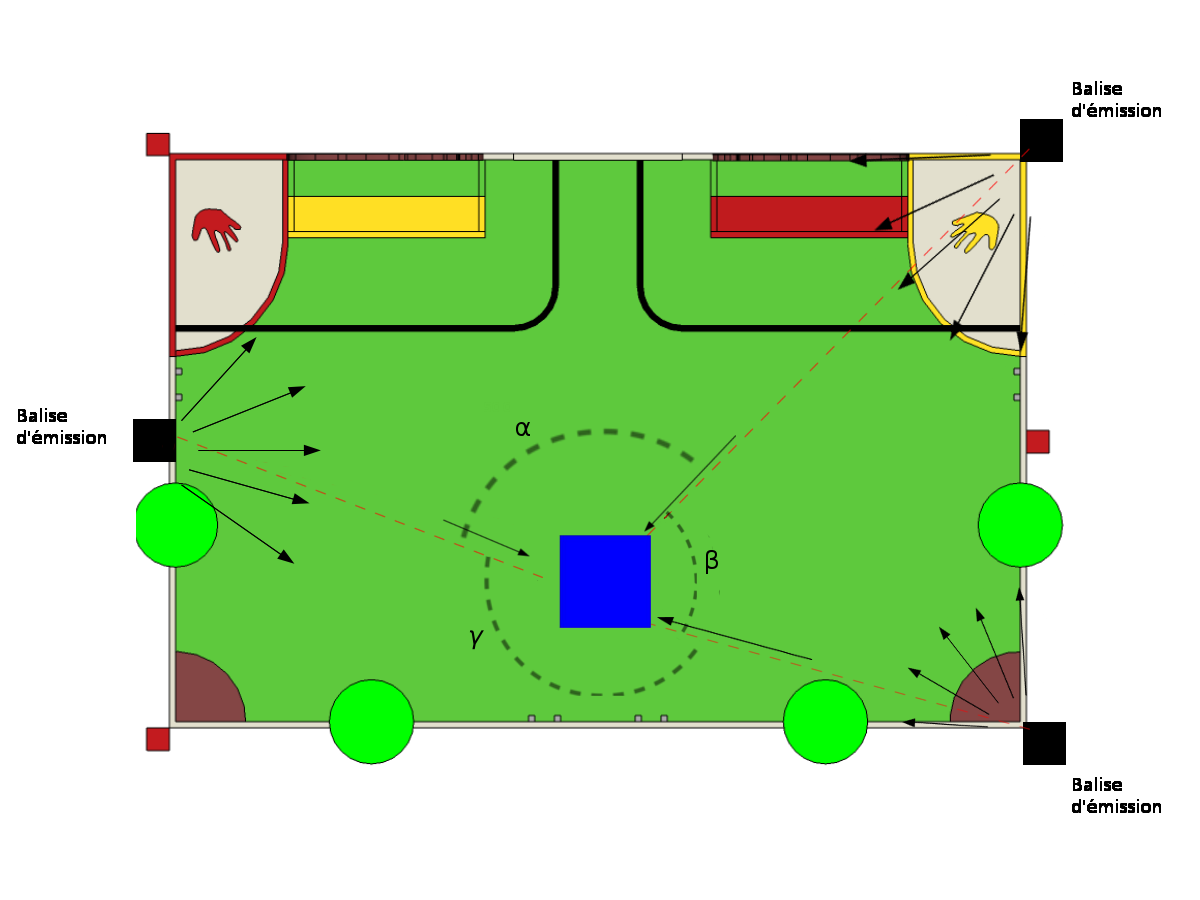 Balise
d'émission
Balise
d'émission
α
β
γ
Balise
d'émission